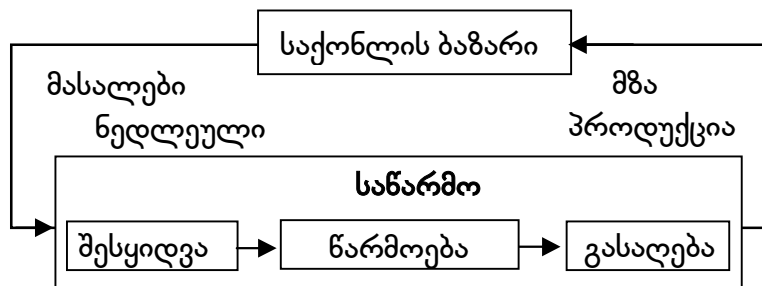 საქონლის ბაზარი
მასალები
ნედლეული
მზა
პროდუქცია
საწარმო
შესყიდვა
წარმოება
გასაღება